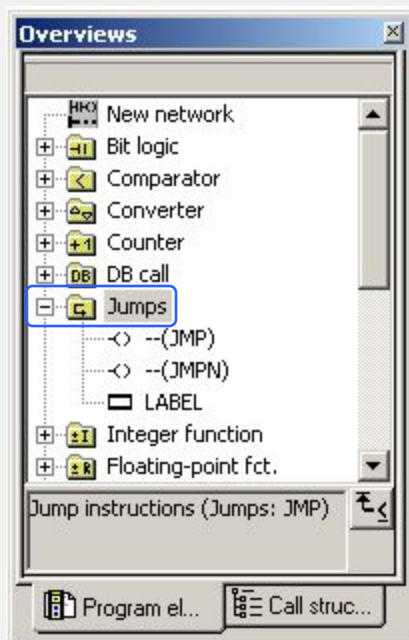 Overviews
New network
Bit logic
Comparator
Converter
Counter
DB DB call
Jumps
--(JMP)
--(JMPN)
LABEL
Integer function
Floating-point fct.
Jump instructions (Jumps: JMP)
Program el... Call struc...